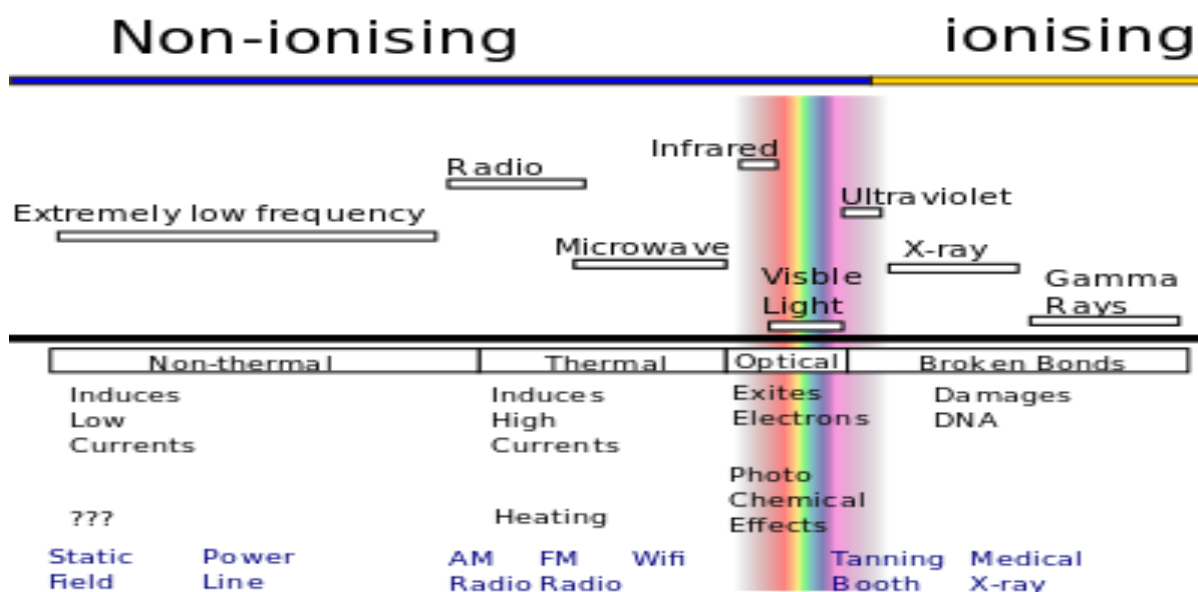 Non-ionising ionising
Infrared
Radio
Ultraviolet
Extremely low frequency
Microwave X-ray
Visble Gamma
Light Rays
Non-thermal Thermal Optical Broken Bonds
Induces Induces Exites Damages
Low High Electrons DNA
Currents Currents
Photo
Chemical
??? Heating Effects
Static Power AM FM Wifi Tanning Medical
Field Line Radio Radio Booth X-ray